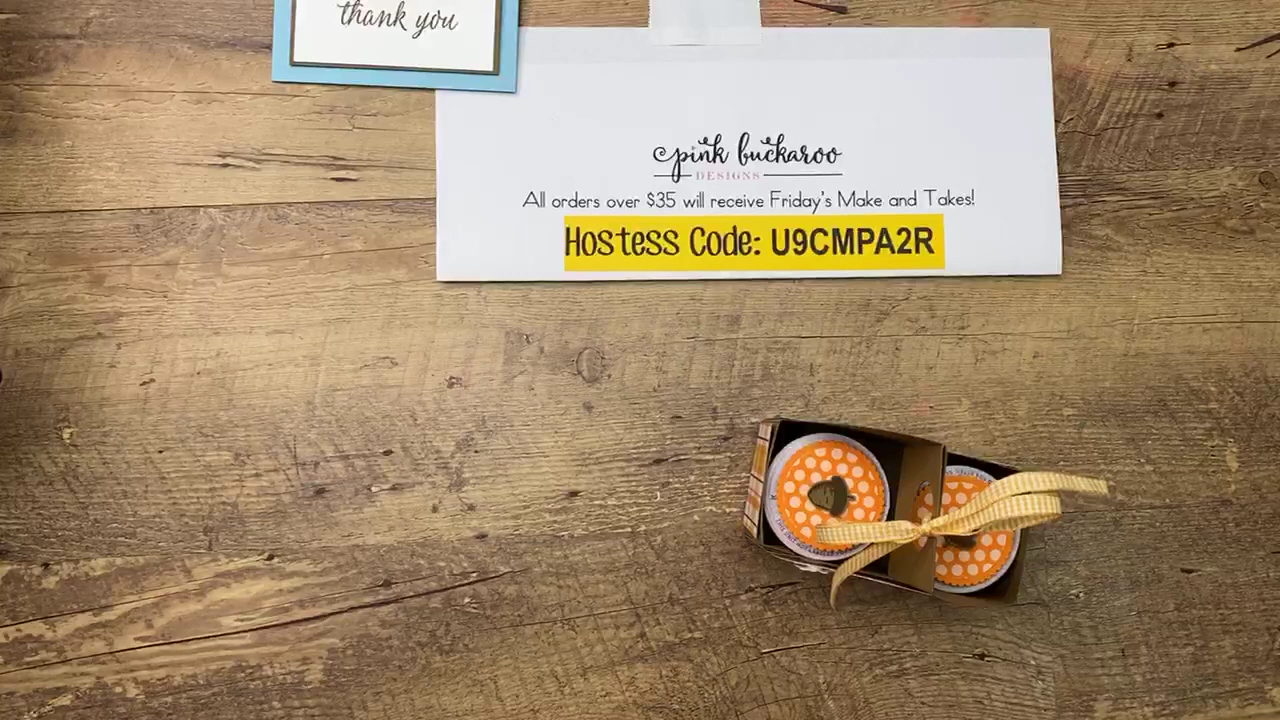 thank you
pink buckaroo
DESIGNS
All orders over $35 will receive Friday's Make and Takes!
Hostess Code: U9CMPA2R